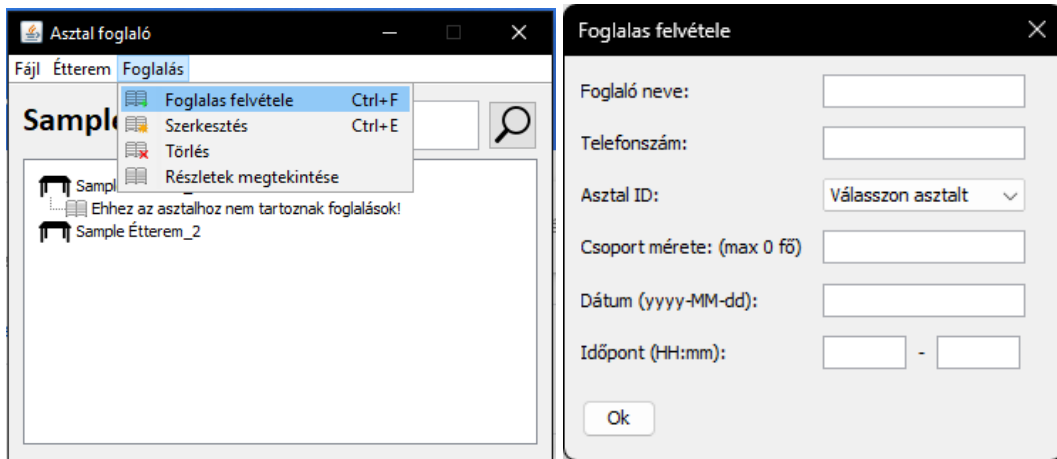 Asztal foglaló
Fájl Étterem Foglalás
Foglalas felvétele Ctrl+F
Szerkesztés Ctrl+E
Törlés
Részletek megtekintése
Ehhez az asztalhoz nem tartoznak foglalások!
Sample Étterem_2
Foglalas felvétele
Foglaló neve:
Telefonszám:
Asztal ID: Válasszon asztalt
Csoport mérete: (max 0 fő)
Dátum (yyyy-MM-dd):
Időpont (HH:mm): -
Ok